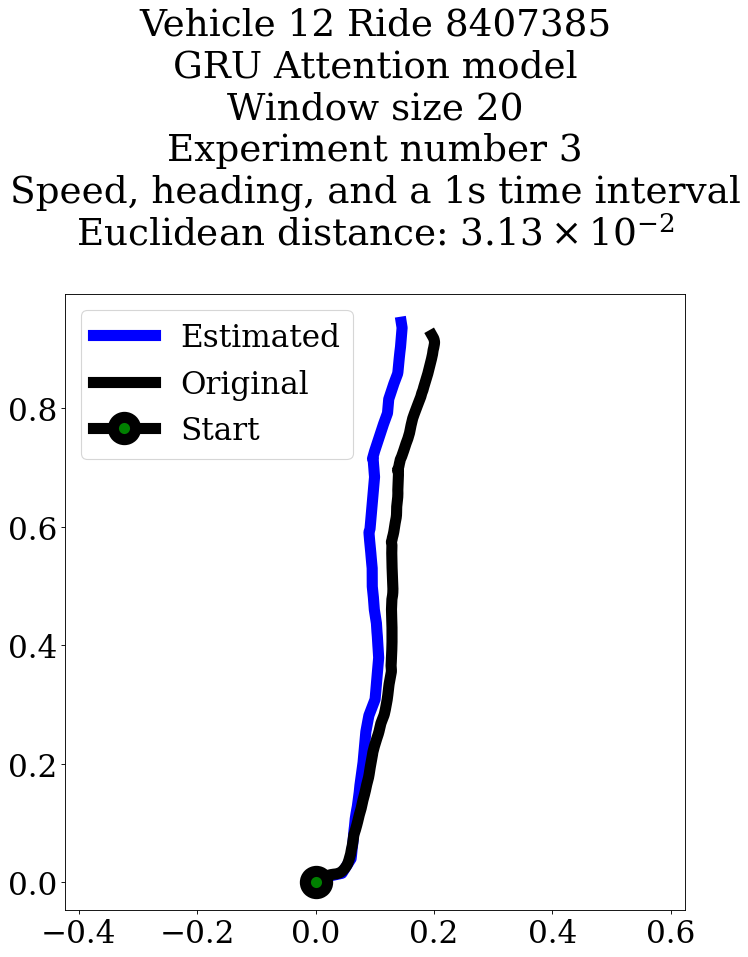 Vehicle 12 Ride 8407385
GRU Attention model
Window size 20
Experiment number 3
Speed, heading, and a 1s time interval
Euclidean distance: 3.13 × 10⁻²
Estimated
Original
Start
0.8
0.6
0.4
0.2
0.0
−0.4 −0.2 0.0 0.2 0.4 0.6